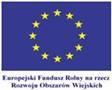 Europejski Fundusz Rolny na rzecz
Rozwoju Obszarów Wiejskich